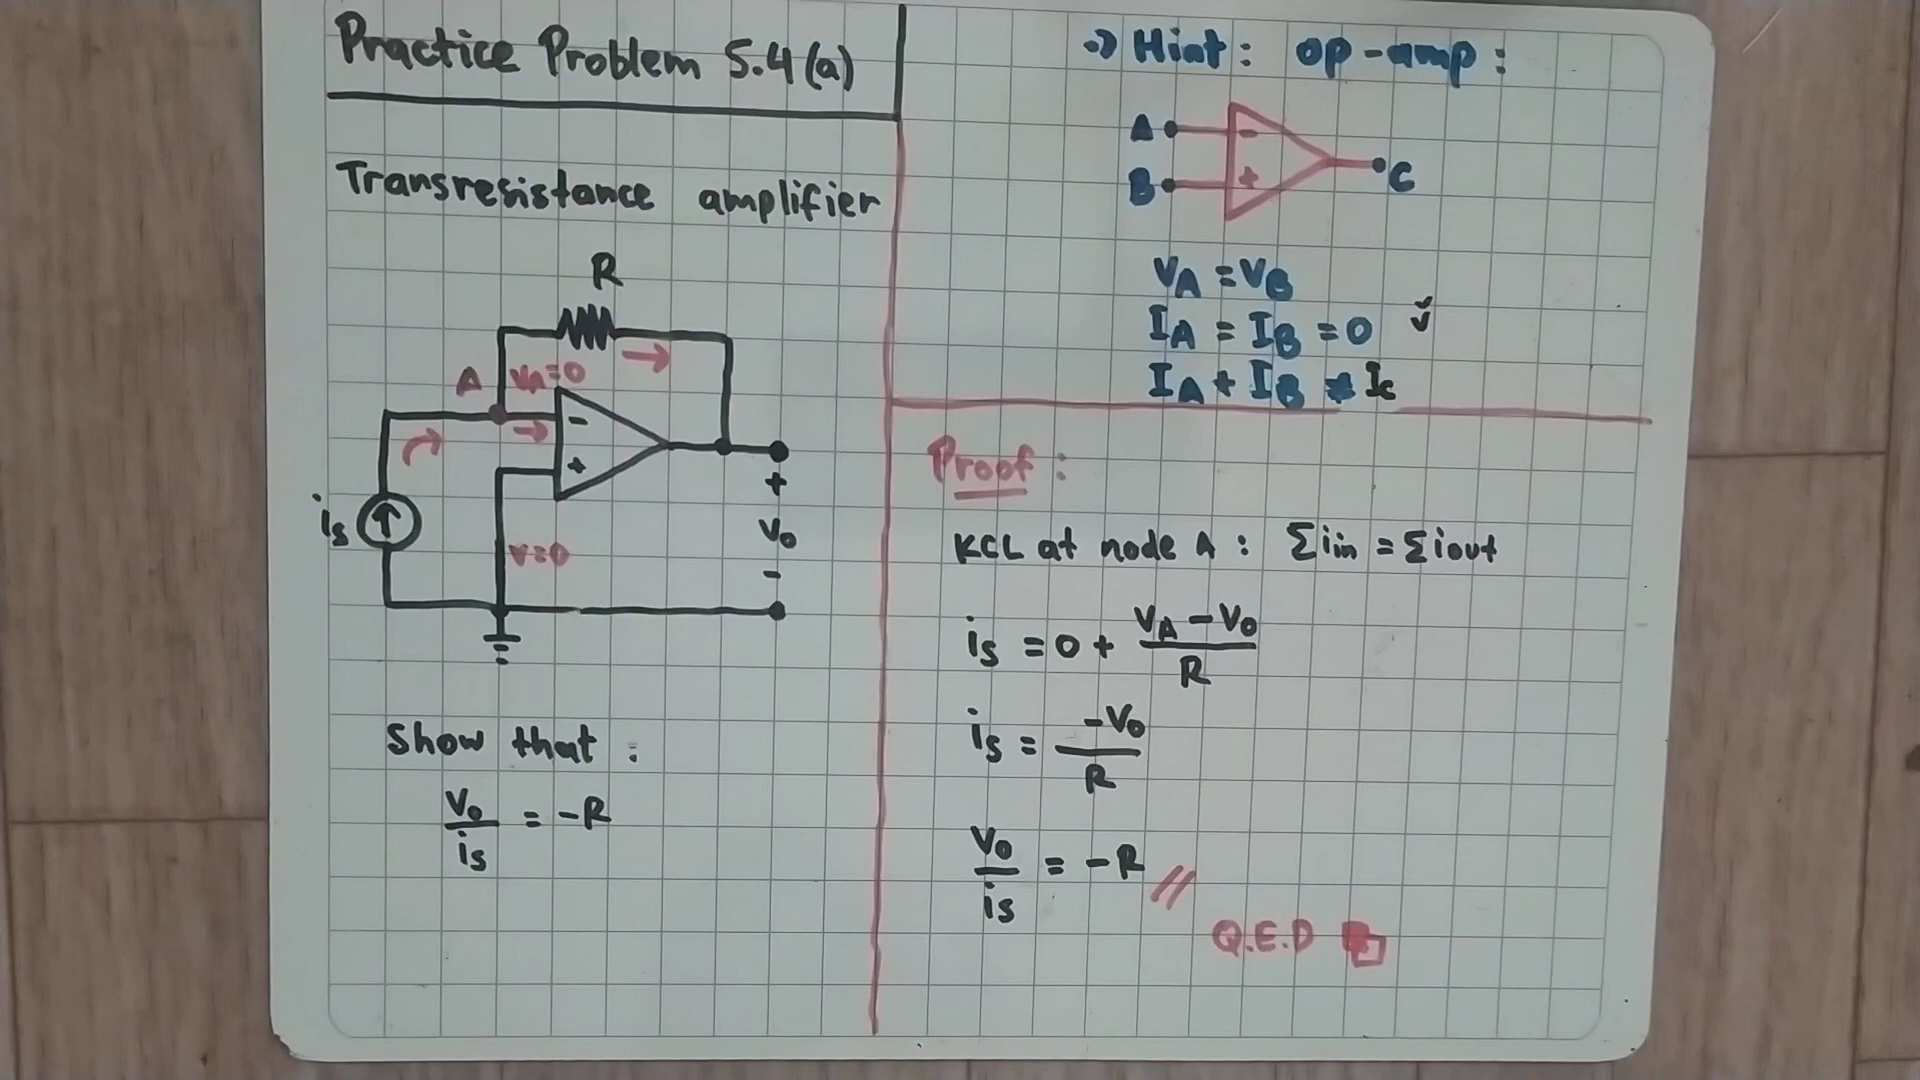 Practice Problem 5.4 (a)
Transresistance amplifier
R
A VA=0
-
+
is
V=0
+
Vo
-
Show that :
Vo/is = -R
-> Hint : op-amp :
A
-
B
+
C
VA = VB
IA = IB = 0
IA + IB ≠ Ic
Proof :
KCL at node A : Σiin = Σiout
is = 0 + (VA - Vo)/R
is = -Vo/R
Vo/is = -R //
Q.E.D